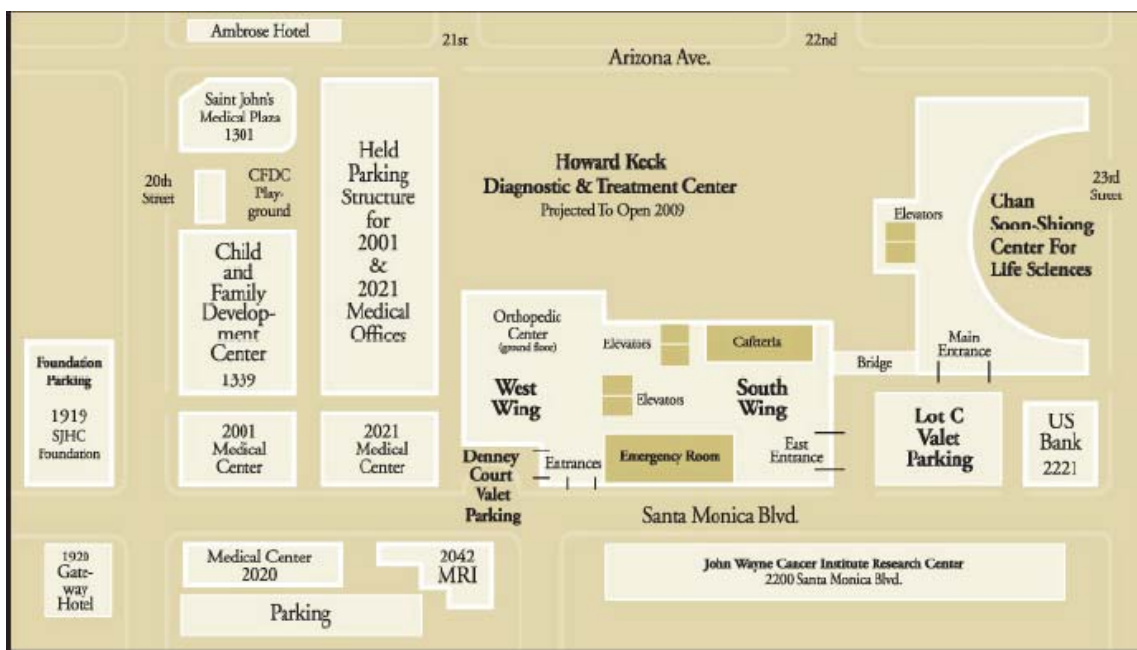 Ambrose Hotel
21st
22nd
Arizona Ave.
Saint John's
Medical Plaza
1301
20th
Street
CFDC
Play-
ground
Held
Parking
Structure
for
2001
&
2021
Medical
Offices
Howard Keck
Diagnostic & Treatment Center
Projected To Open 2009
Elevators
Chan
Soon-Shiong
Center For
Life Sciences
23rd
Street
Child
and
Family
Develop-
ment
Center
1339
Orthopedic
Center
(ground floor)
Elevators
Cafeteria
Bridge
Main
Entrance
West
Wing
Elevators
South
Wing
Foundation
Parking
1919
SJHC
Foundation
2001
Medical
Center
2021
Medical
Center
Denney
Court
Valet
Parking
Entrances
Emergency Room
East
Entrance
Lot C
Valet
Parking
US
Bank
2221
Santa Monica Blvd.
1920
Gate-
way
Hotel
Medical Center
2020
2042
MRI
Parking
John Wayne Cancer Institute Research Center
2200 Santa Monica Blvd.